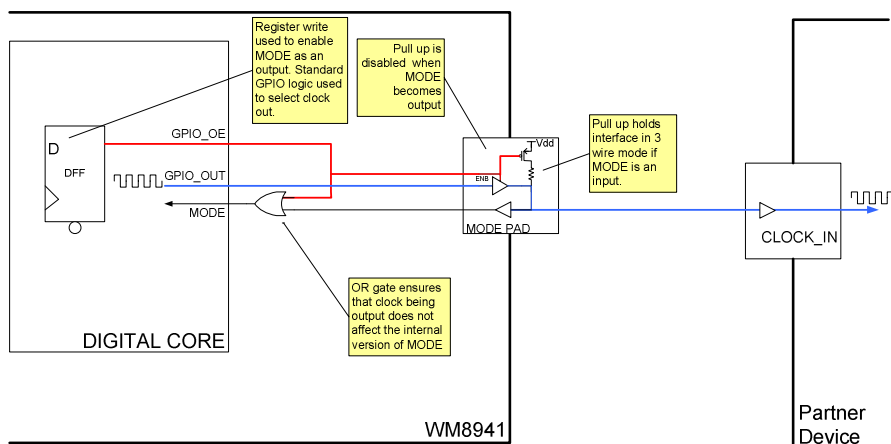 Register write
used to enable
MODE as an
output. Standard
GPIO logic used
to select clock
out.
Pull up is
disabled when
MODE
becomes
output
Pull up holds
interface in 3
wire mode if
MODE is an
input.
Vdd
D
DFF
GPIO_OE
GPIO_OUT
MODE
ENB
MODE PAD
CLOCK_IN
OR gate ensures
that clock being
output does not
affect the internal
version of MODE
DIGITAL CORE
WM8941
Partner
Device